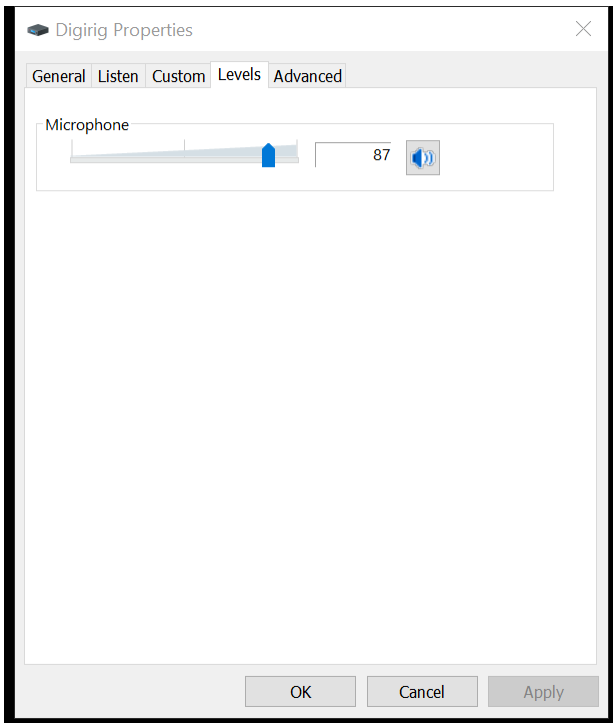 Digirig Properties
General Listen Custom Levels Advanced
Microphone
87
OK Cancel Apply